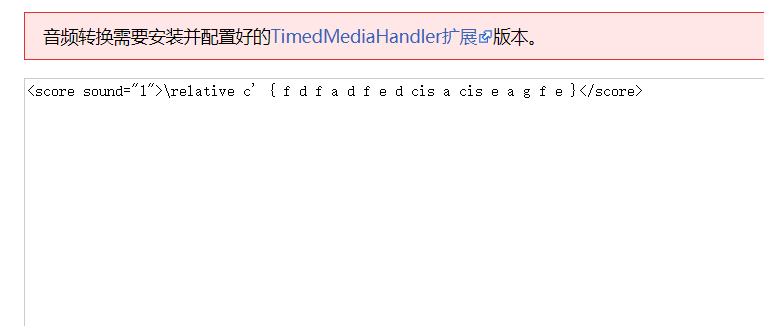 音频转换需要安装并配置好的TimedMediaHandler扩展版本。
<score sound="1">\relative c' { f d f a d f e d cis a cis e a g f e }</score>